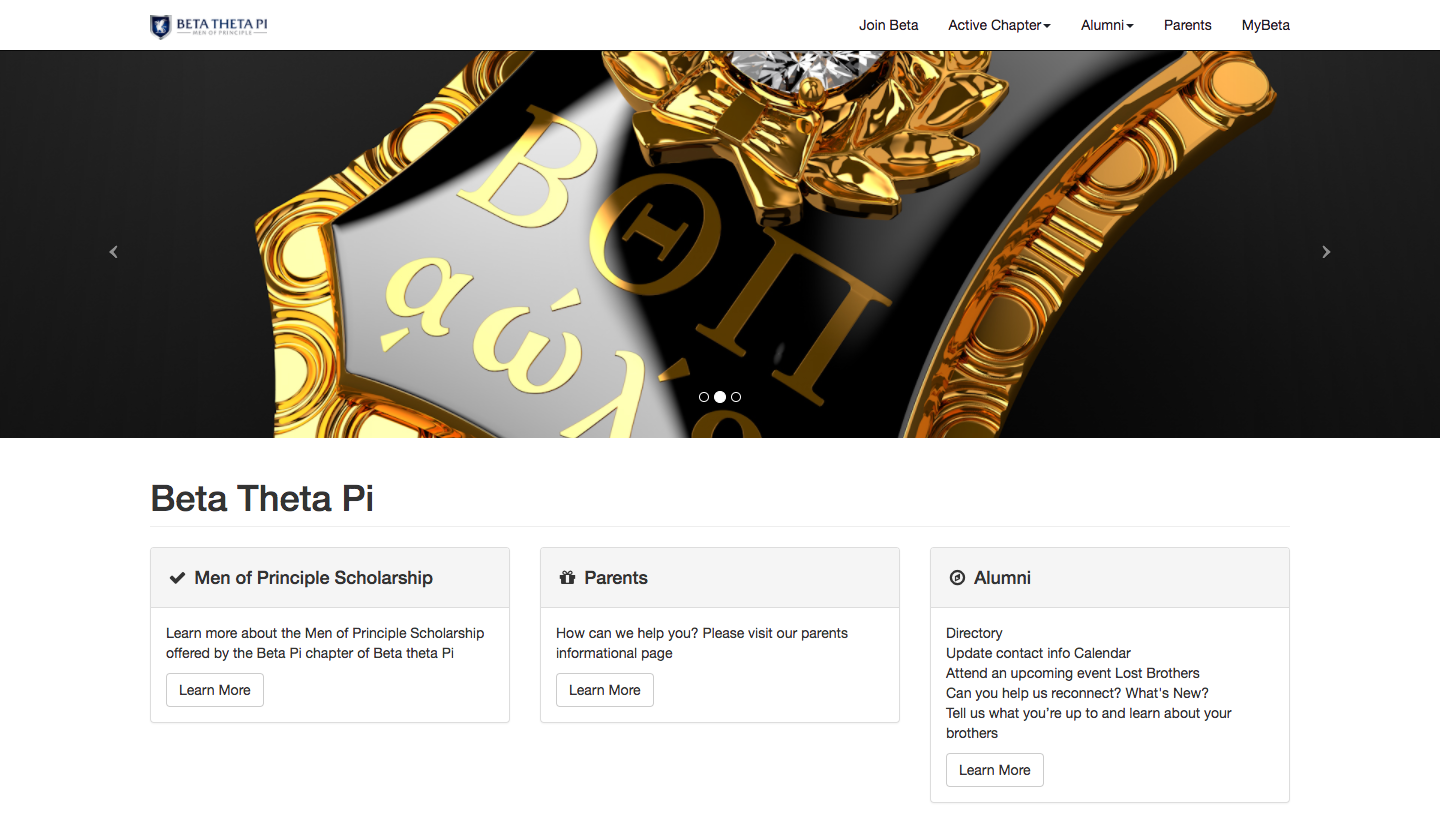 BETA THETA PI
MEN OF PRINCIPLE
Join Beta Active Chapter Alumni Parents MyBeta
ΒΘΠ
αωλ
Beta Theta Pi
Men of Principle Scholarship
Learn more about the Men of Principle Scholarship
offered by the Beta Pi chapter of Beta theta Pi
Learn More
Parents
How can we help you? Please visit our parents
informational page
Learn More
Alumni
Directory
Update contact info Calendar
Attend an upcoming event Lost Brothers
Can you help us reconnect? What's New?
Tell us what you’re up to and learn about your
brothers
Learn More